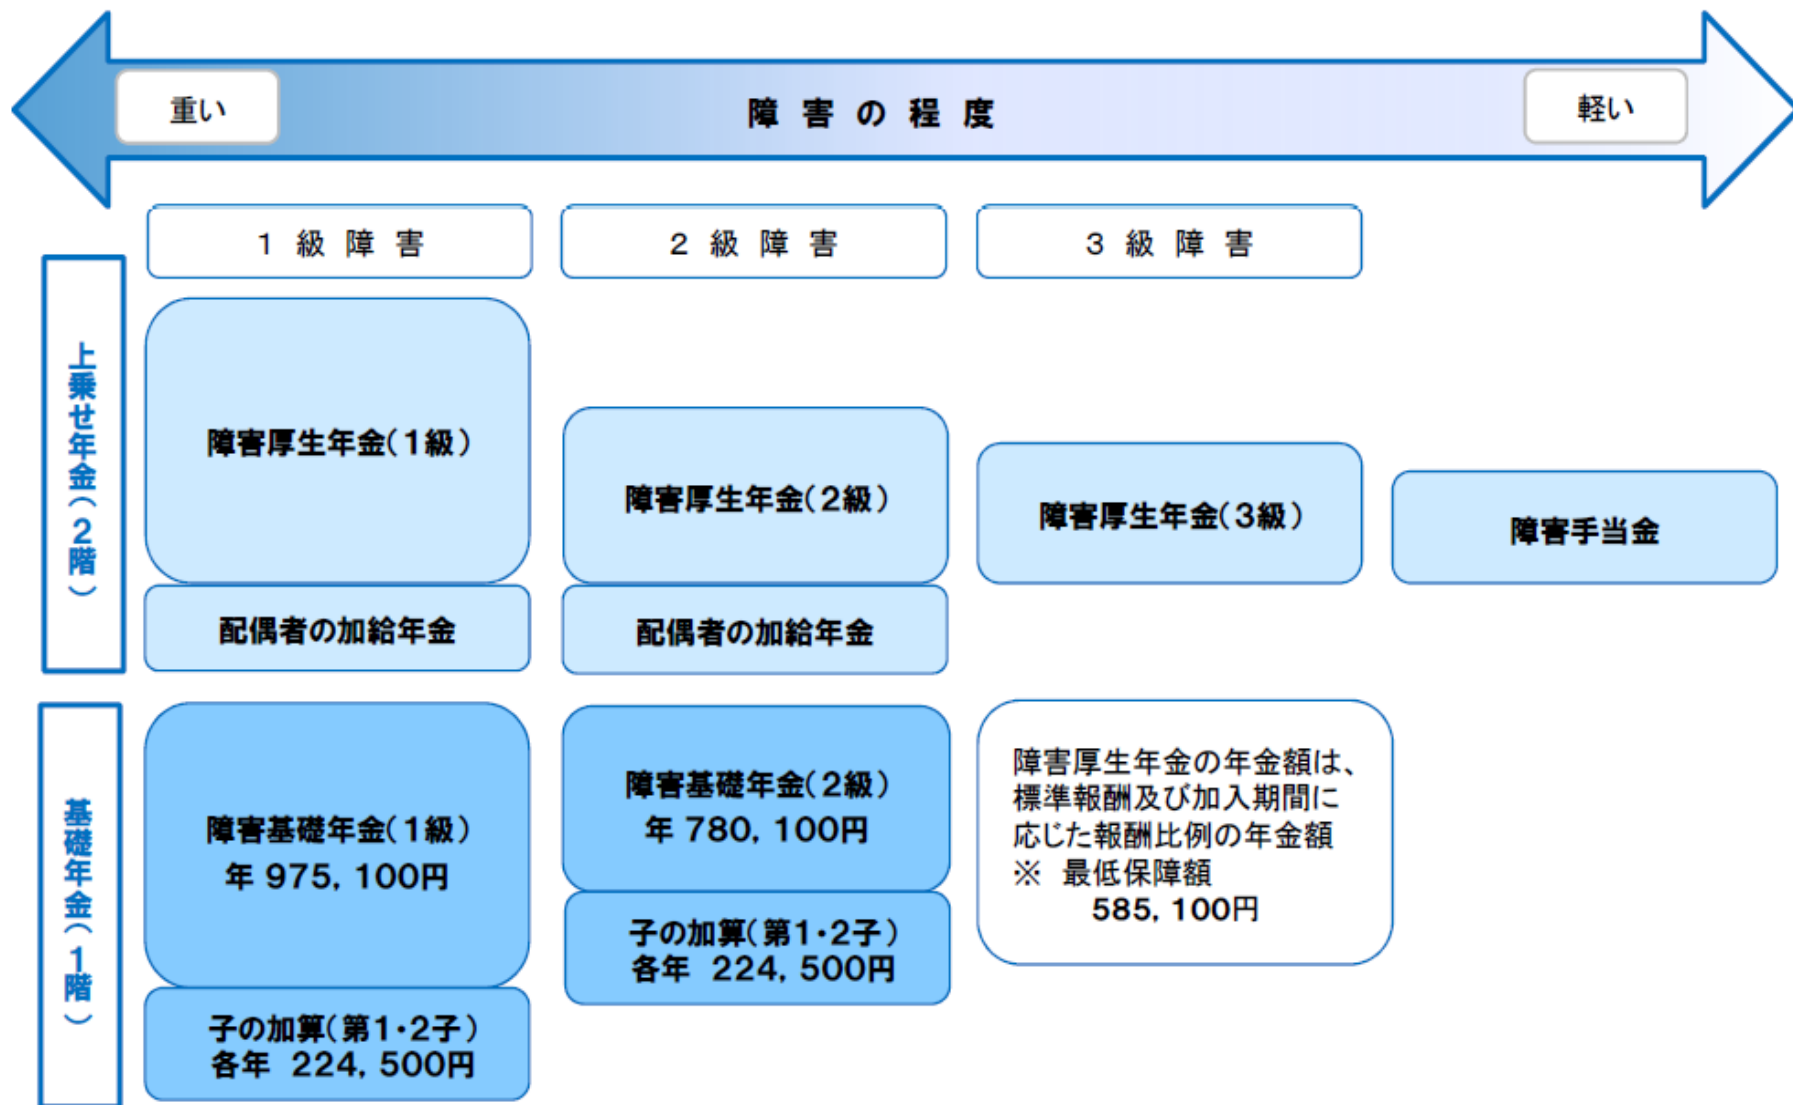 重い
障害の程度
軽い
1級障害
2級障害
3級障害
上乗せ年金(2階)
障害厚生年金(1級)
障害厚生年金(2級)
障害厚生年金(3級)
障害手当金
配偶者の加給年金
配偶者の加給年金
基礎年金(1階)
障害基礎年金(1級)
年 975,100円
子の加算(第1・2子)
各年 224,500円
障害基礎年金(2級)
年 780,100円
子の加算(第1・2子)
各年 224,500円
障害厚生年金の年金額は、
標準報酬及び加入期間に
応じた報酬比例の年金額
※ 最低保障額
585,100円